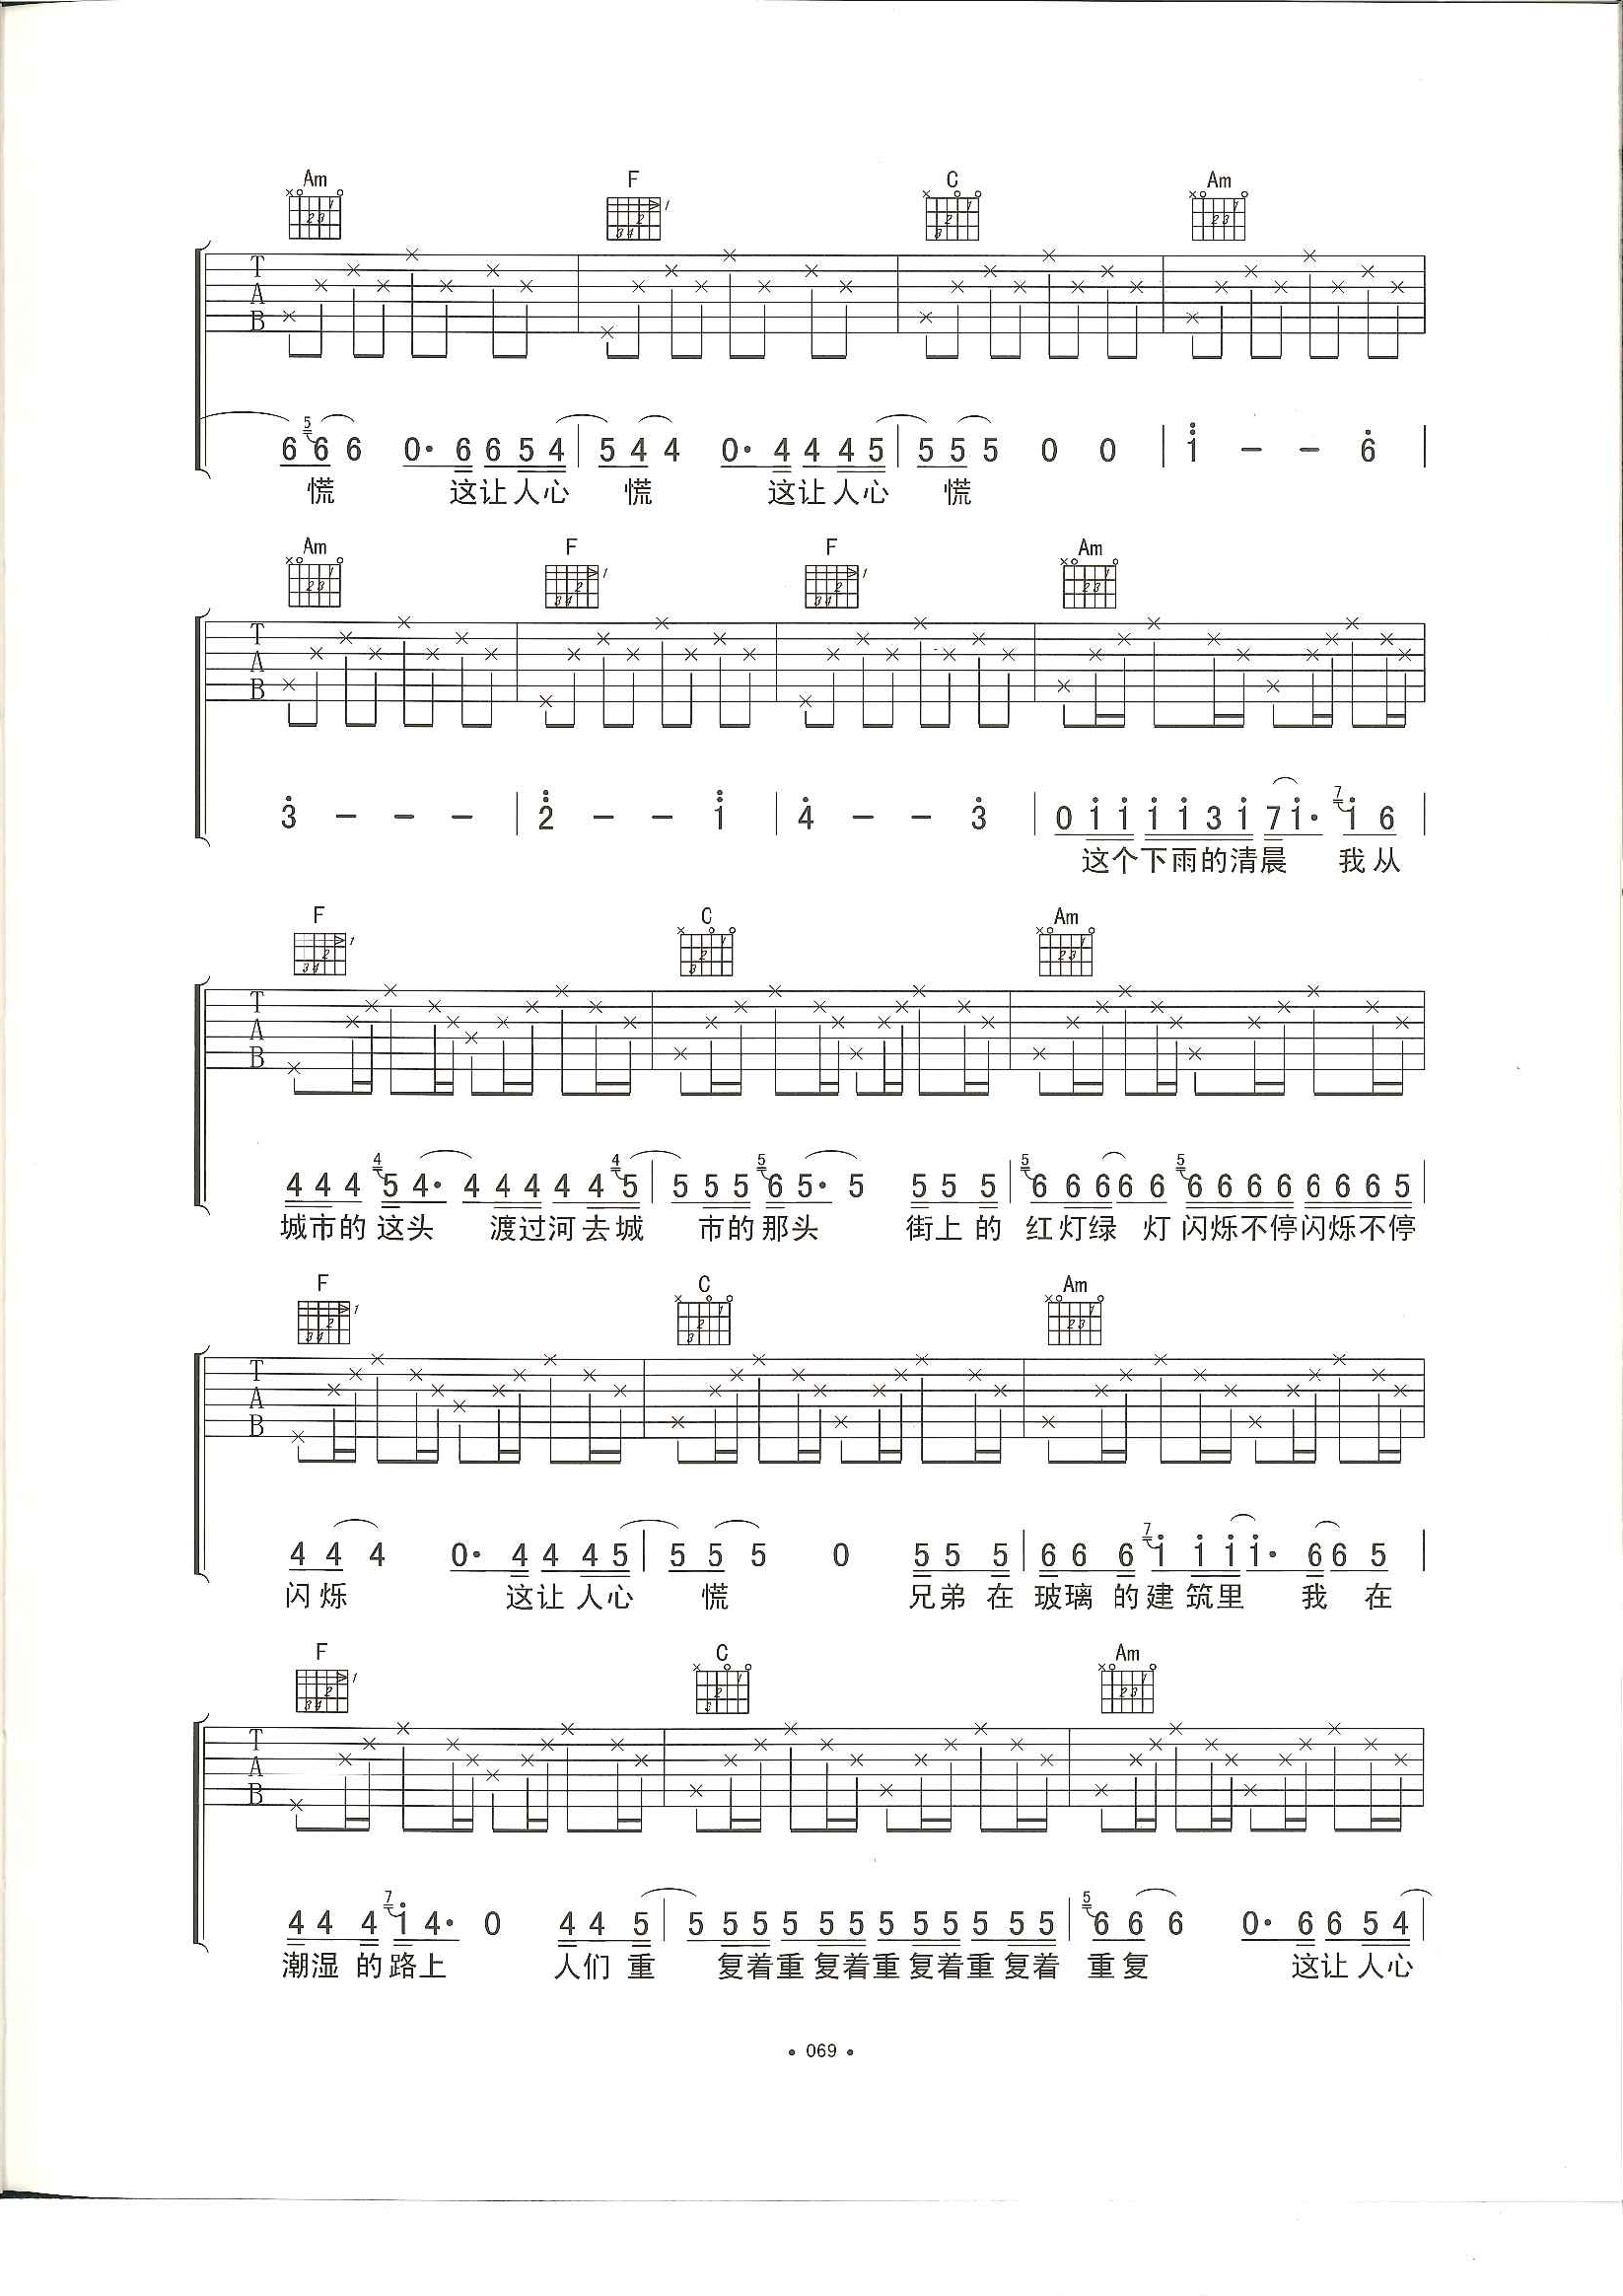 Am F C Am
T
A
B
6 5 6 6 0· 6 6 5 4 | 5 4 4 0· 4 4 4 5 | 5 5 5 0 0 | i - - 6 |
慌 这让人心 慌 这让人心 慌
Am F F Am
T
A
B
3 - - - | 2 - - i | 4 - - 3 | 0 i i i i 3 i 7 i· 7 i 6 |
这个下雨的清晨 我从
F C Am
T
A
B
4 4 4 4 5 4· 4 4 4 4 4 4 5 | 5 5 5 5 6 5· 5 5 5 5 | 5 6 6 6 6 6 5 6 6 6 6 6 6 6 5 |
城市的这头 渡过河去城 市的那头 街上的 红灯绿 灯闪烁不停闪烁不停
F C Am
T
A
B
4 4 4 0· 4 4 4 5 | 5 5 5 0 5 5 5 | 6 6 6 7 i i i i· 6 6 5 |
闪烁 这让人心 慌 兄弟在 玻璃的建筑里 我在
F C Am
T
A
B
4 4 4 7 i 4· 0 4 4 5 | 5 5 5 5 5 5 5 5 5 5 5 5 | 5 6 6 6 0· 6 6 5 4 |
潮湿的路上 人们重 复着重复着重复着重复着 重复 这让人心
• 069 •